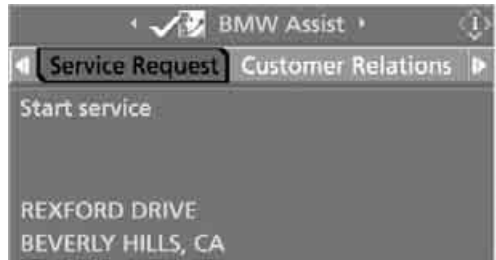 BMW Assist
Service Request Customer Relations
Start service
REXFORD DRIVE
BEVERLY HILLS, CA